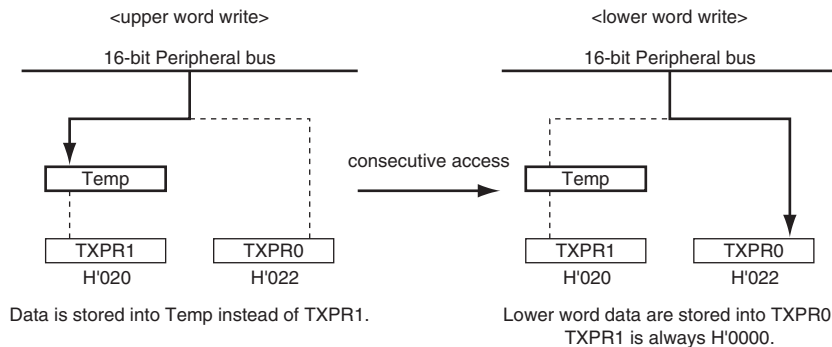 <upper word write>
16-bit Peripheral bus
Temp
TXPR1
TXPR0
H'020
H'022
Data is stored into Temp instead of TXPR1.
consecutive access
<lower word write>
16-bit Peripheral bus
Temp
TXPR1
TXPR0
H'020
H'022
Lower word data are stored into TXPR0
TXPR1 is always H'0000.